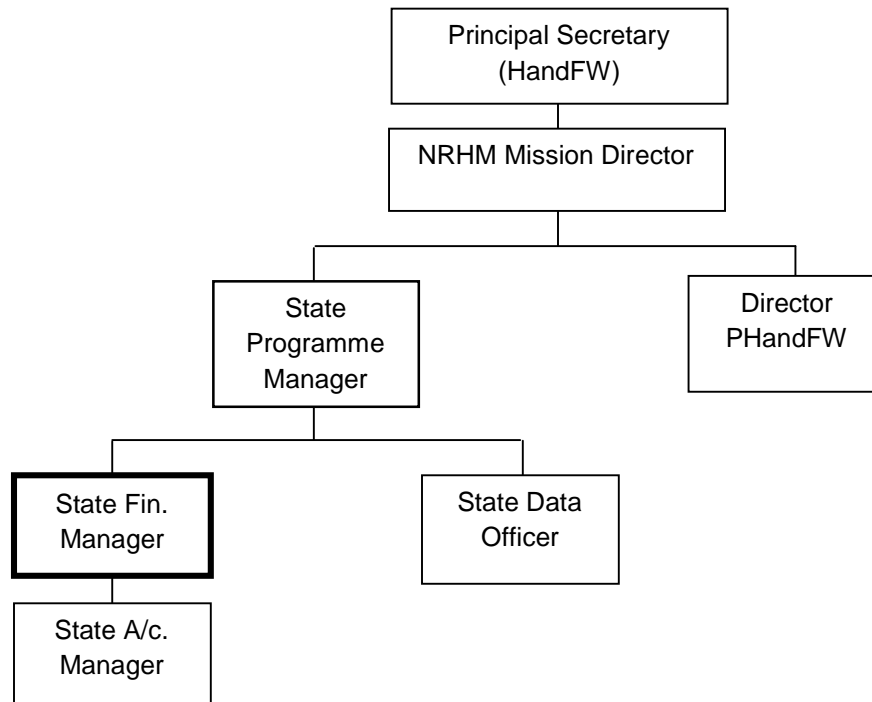 Principal Secretary
(HandFW)
NRHM Mission Director
State
Programme
Manager
Director
PHandFW
State Fin.
Manager
State Data
Officer
State A/c.
Manager